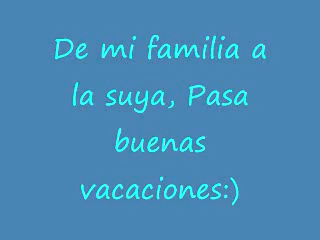 De mi familia a
la suya, Pasa
buenas
vacaciones:)